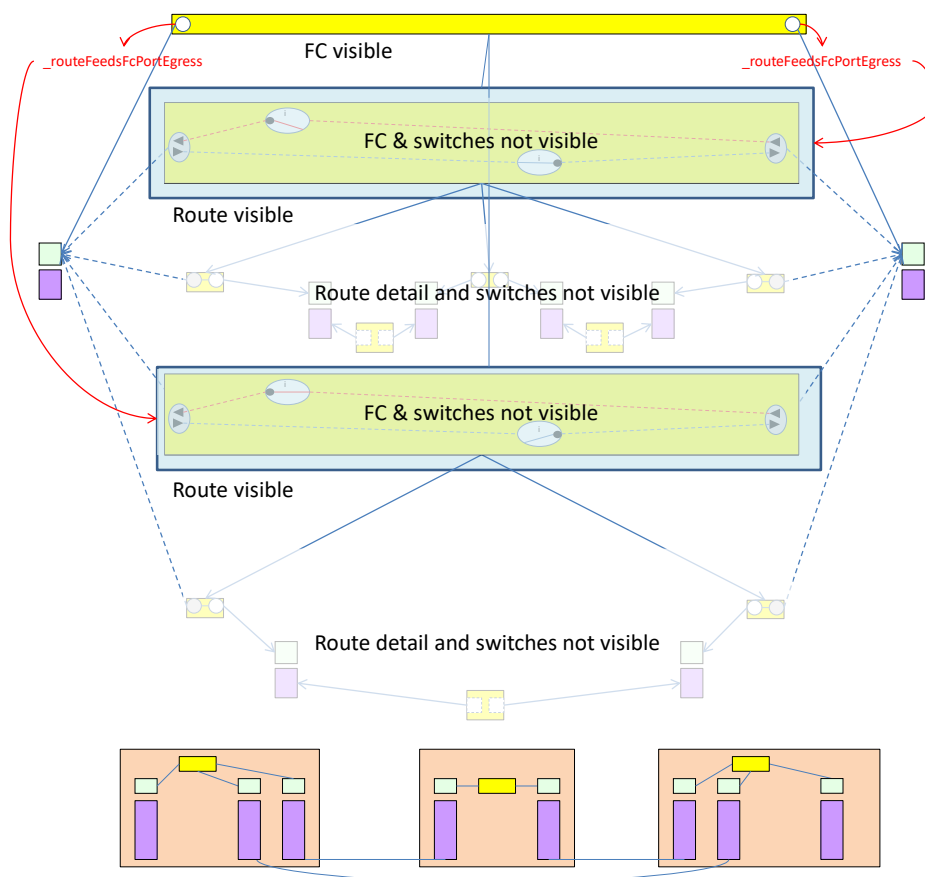 FC visible
_routeFeedsFcPortEgress
_routeFeedsFcPortEgress
FC & switches not visible
Route visible
Route detail and switches not visible
FC & switches not visible
Route visible
Route detail and switches not visible